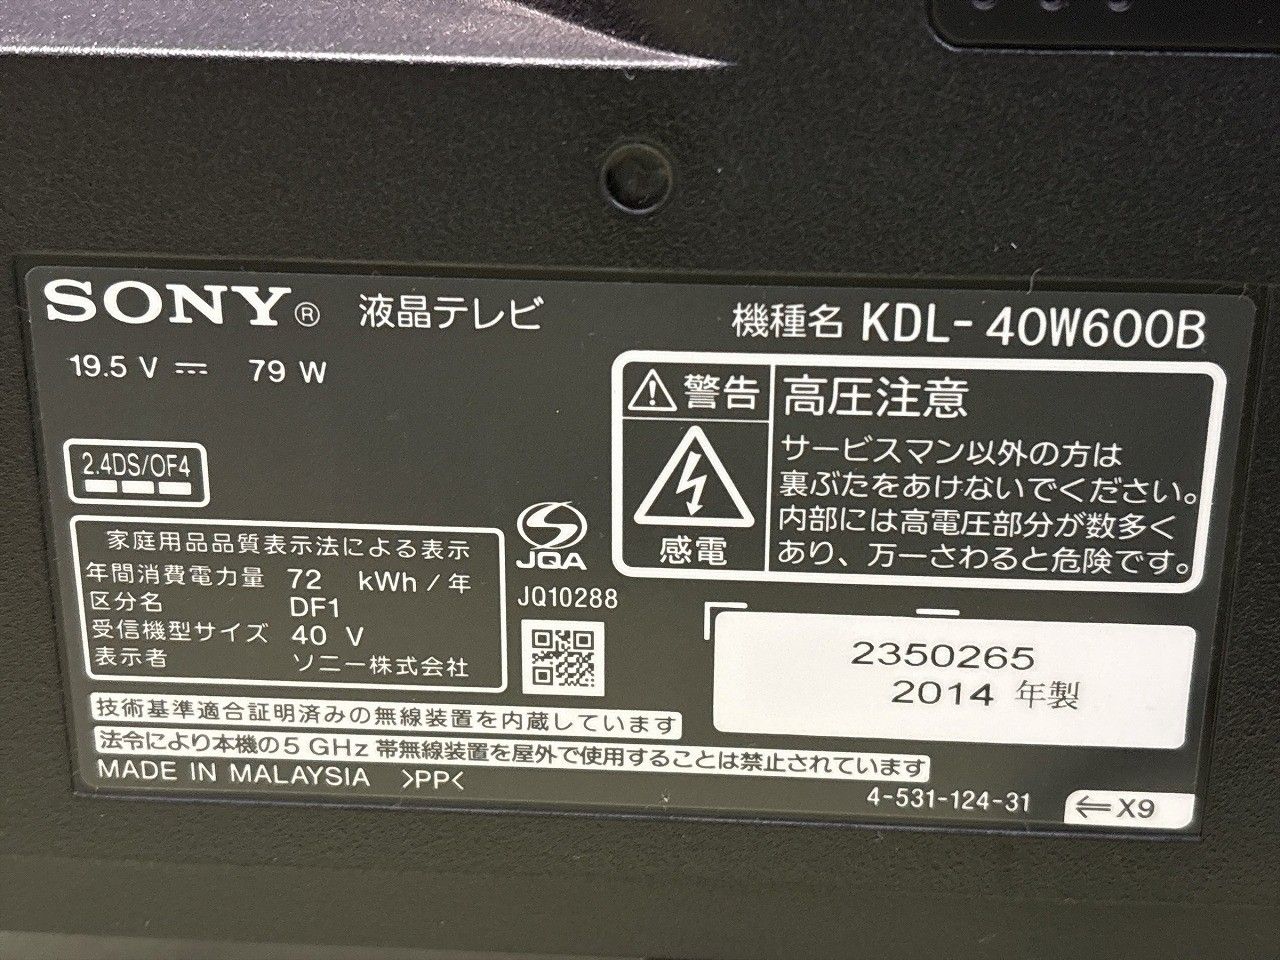 SONY® 液晶テレビ
機種名 KDL-40W600B
19.5 V ⎓ 79 W
⚠ 警告
高圧注意
感電
サービスマン以外の方は
裏ぶたをあけないでください。
内部には高電圧部分が数多く
あり、万一さわると危険です。
2.4DS/OF4
家庭用品品質表示法による表示
年間消費電力量 72 kWh/年
区分名 DF1
受信機型サイズ 40 V
表示者 ソニー株式会社
JQA
JQ10288
2350265
2014 年製
技術基準適合証明済みの無線装置を内蔵しています
法令により本機の5 GHz 帯無線装置を屋外で使用することは禁止されています
MADE IN MALAYSIA >PP<
4-531-124-31
⇐ X9